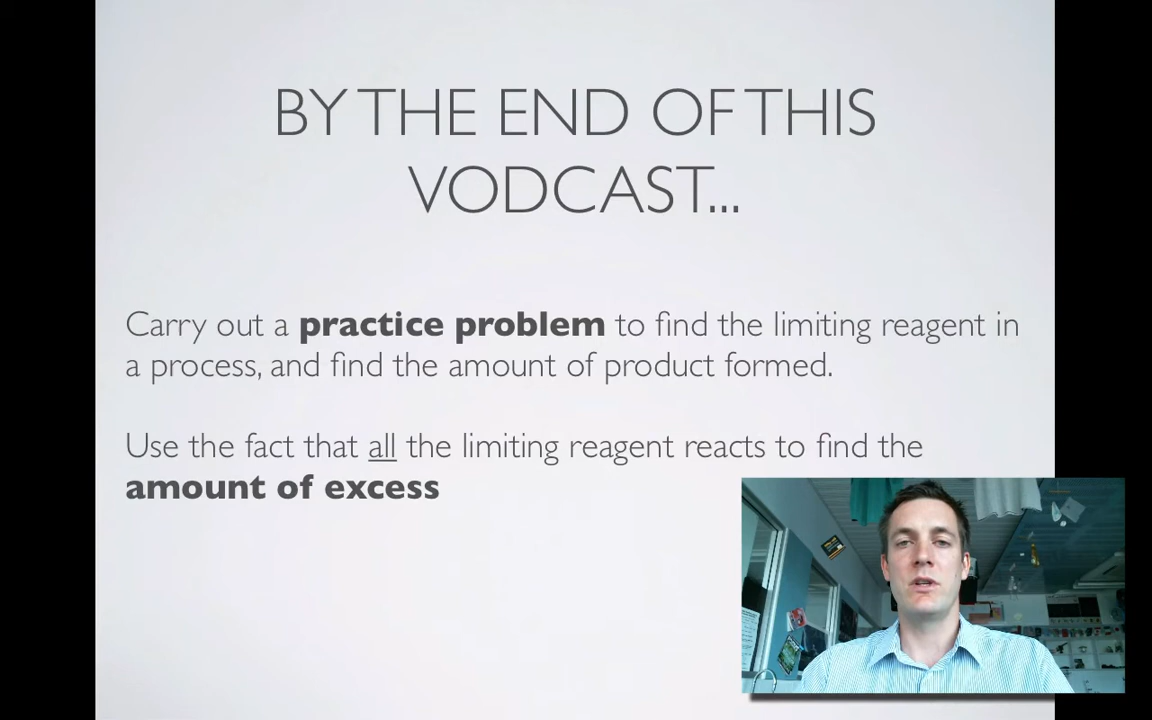 BY THE END OF THIS
VODCAST...
Carry out a practice problem to find the limiting reagent in
a process, and find the amount of product formed.
Use the fact that all the limiting reagent reacts to find the
amount of excess